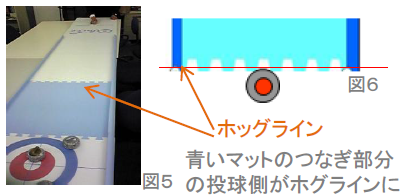 図6
ホッグライン
青いマットのつなぎ部分
図5
の投球側がホグラインに